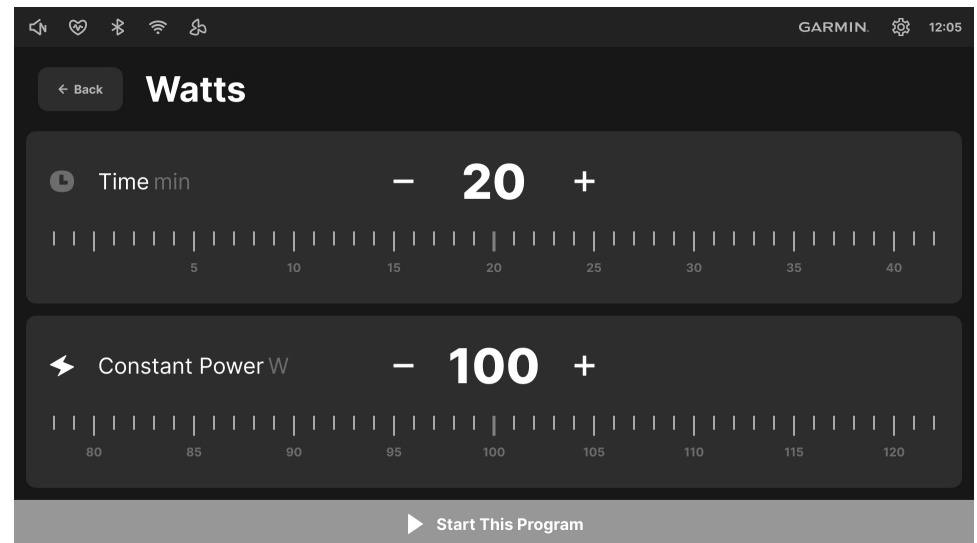 GARMIN. 12:05
← Back Watts
Time min − 20 +
5 10 15 20 25 30 35 40
Constant Power W − 100 +
80 85 90 95 100 105 110 115 120
Start This Program